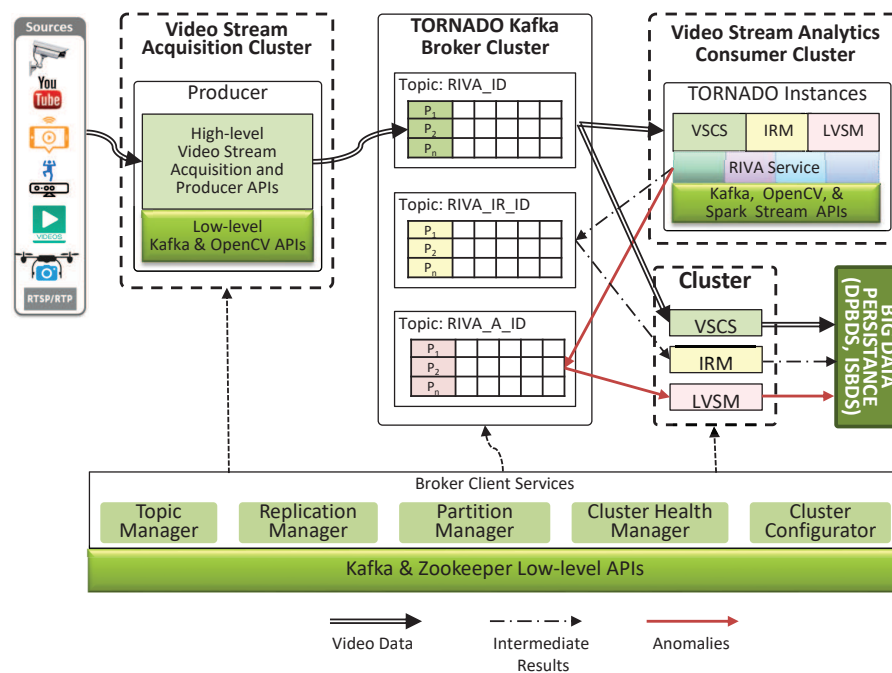 Sources
You
Tube
VIDEOS
RTSP/RTP
Video Stream
Acquisition Cluster
Producer
High-level
Video Stream
Acquisition and
Producer APIs
Low-level
Kafka & OpenCV APIs
TORNADO Kafka
Broker Cluster
Topic: RIVA_ID
P1
P2
Pn
Topic: RIVA_IR_ID
P1
P2
Pn
Topic: RIVA_A_ID
P1
P2
Pn
Video Stream Analytics
Consumer Cluster
TORNADO Instances
VSCS IRM LVSM
RIVA Service
Kafka, OpenCV, &
Spark Stream APIs
Cluster
VSCS
IRM
LVSM
BIG DATA
PERSISTANCE
(DPBDS, ISBDS)
Broker Client Services
Topic
Manager
Replication
Manager
Partition
Manager
Cluster Health
Manager
Cluster
Configurator
Kafka & Zookeeper Low-level APIs
Video Data
Intermediate
Results
Anomalies